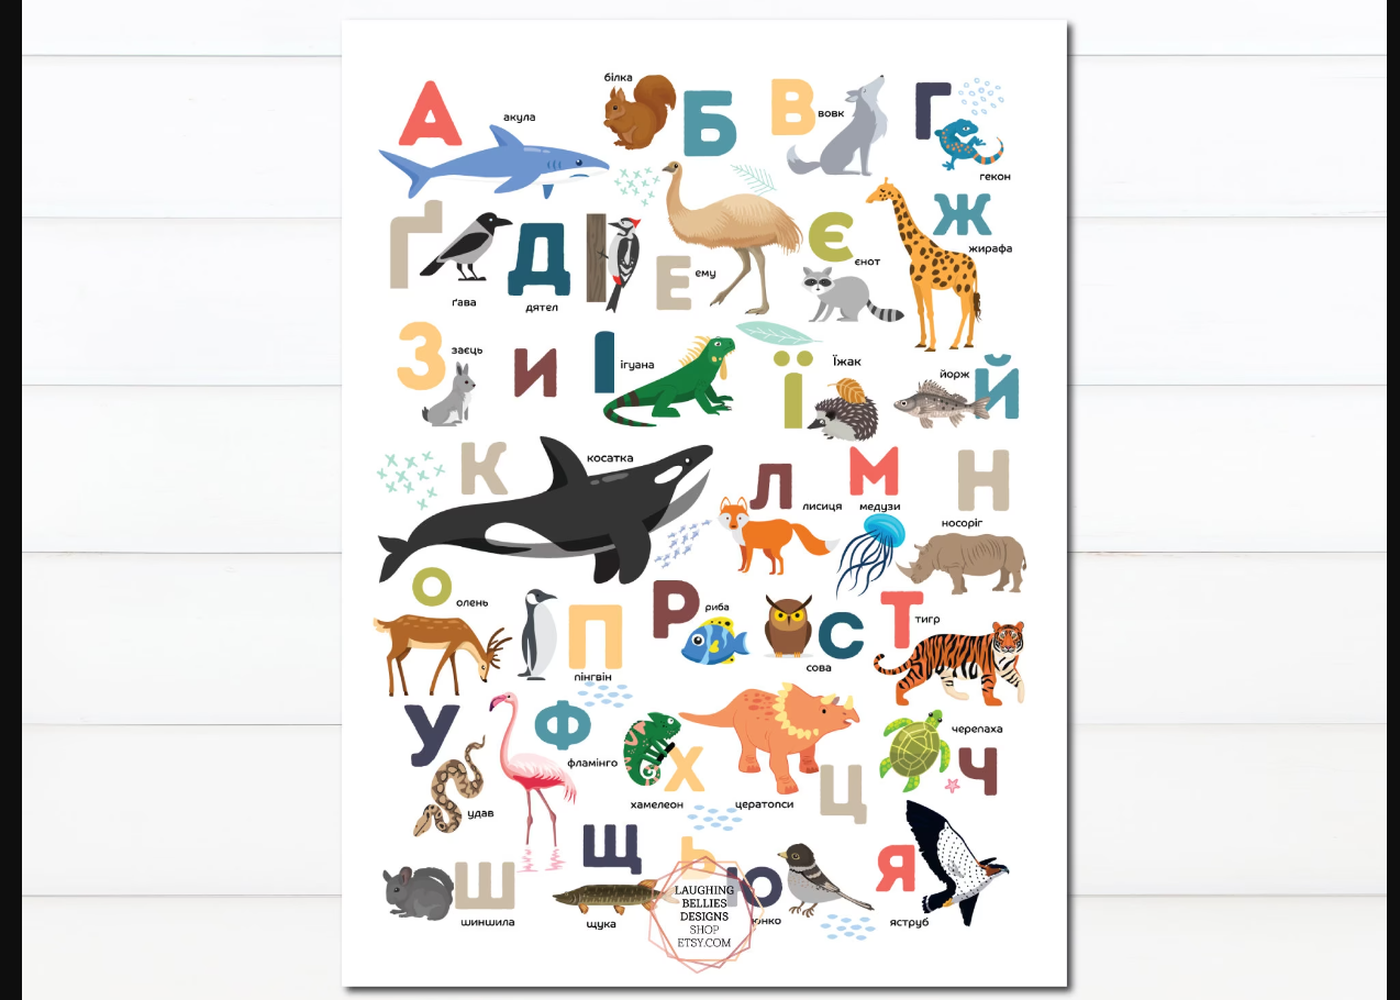 А
акула
білка
Б
В
вовк
Г
гекон
Ґ
ґава
Д
дятел
Е
ему
Є
єнот
Ж
жирафа
З
заєць
И
І
ігуана
Ї
їжак
йорж
Й
К
косатка
Л
лисиця
М
медузи
Н
носоріг
О
олень
П
пінгвін
Р
риба
С
сова
Т
тигр
У
удав
Ф
фламінго
Х
хамелеон
цератопси
Ц
черепаха
Ч
Ш
шиншила
Щ
щука
Ь
Ю
Я
яструб
LAUGHING
BELLIES
DESIGNS
SHOP
ETSY.COM